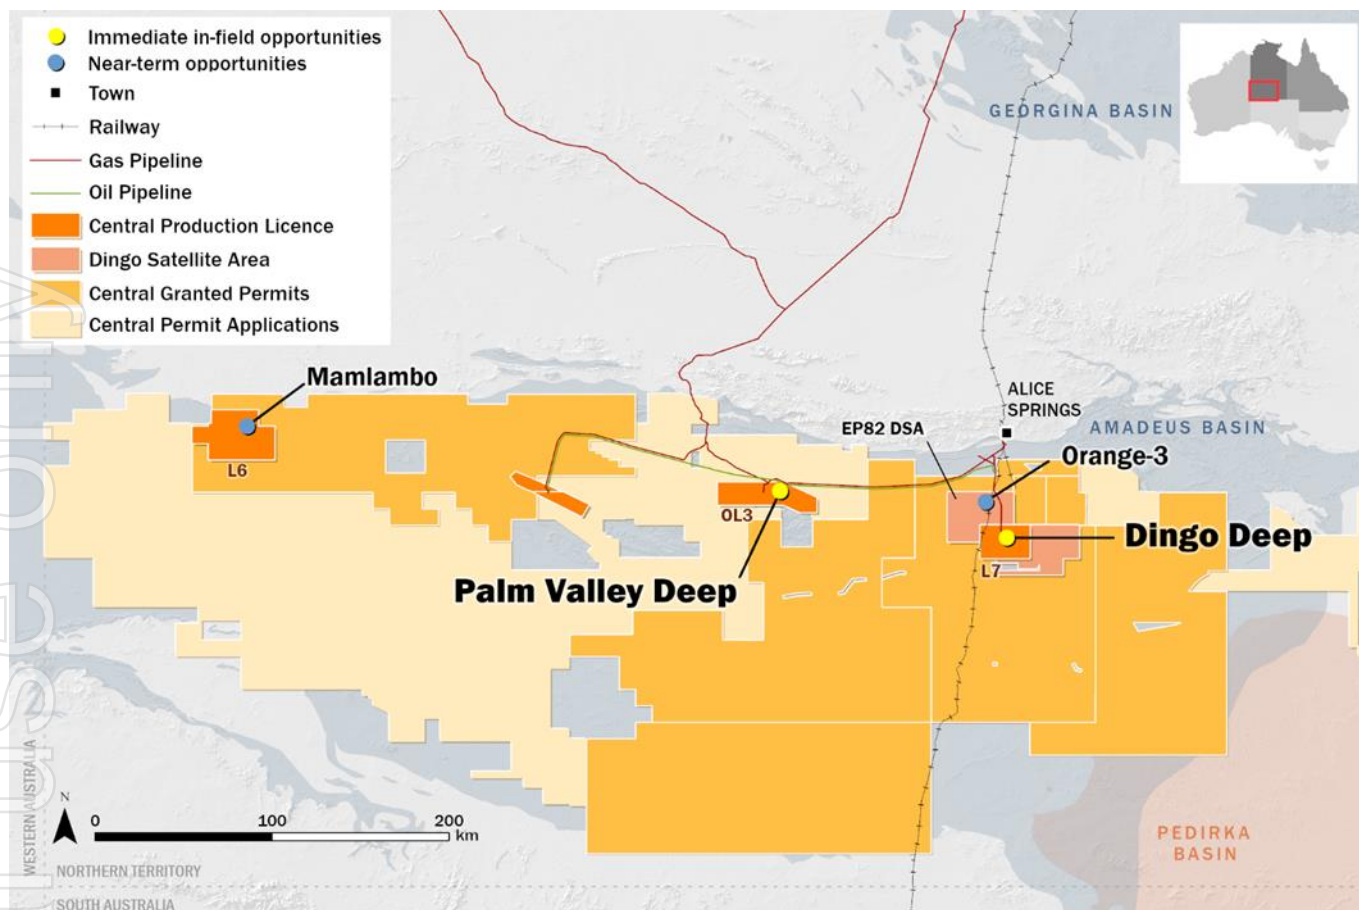 Immediate in-field opportunities
Near-term opportunities
Town
Railway
Gas Pipeline
Oil Pipeline
Central Production Licence
Dingo Satellite Area
Central Granted Permits
Central Permit Applications
GEORGINA BASIN
Mamlambo
L6
ALICE
SPRINGS
EP82 DSA
AMADEUS BASIN
Orange-3
OL3
Dingo Deep
L7
Palm Valley Deep
PEDIRKA
BASIN
N
0 100 200
km
WESTERN AUSTRALIA
NORTHERN TERRITORY
SOUTH AUSTRALIA
use only